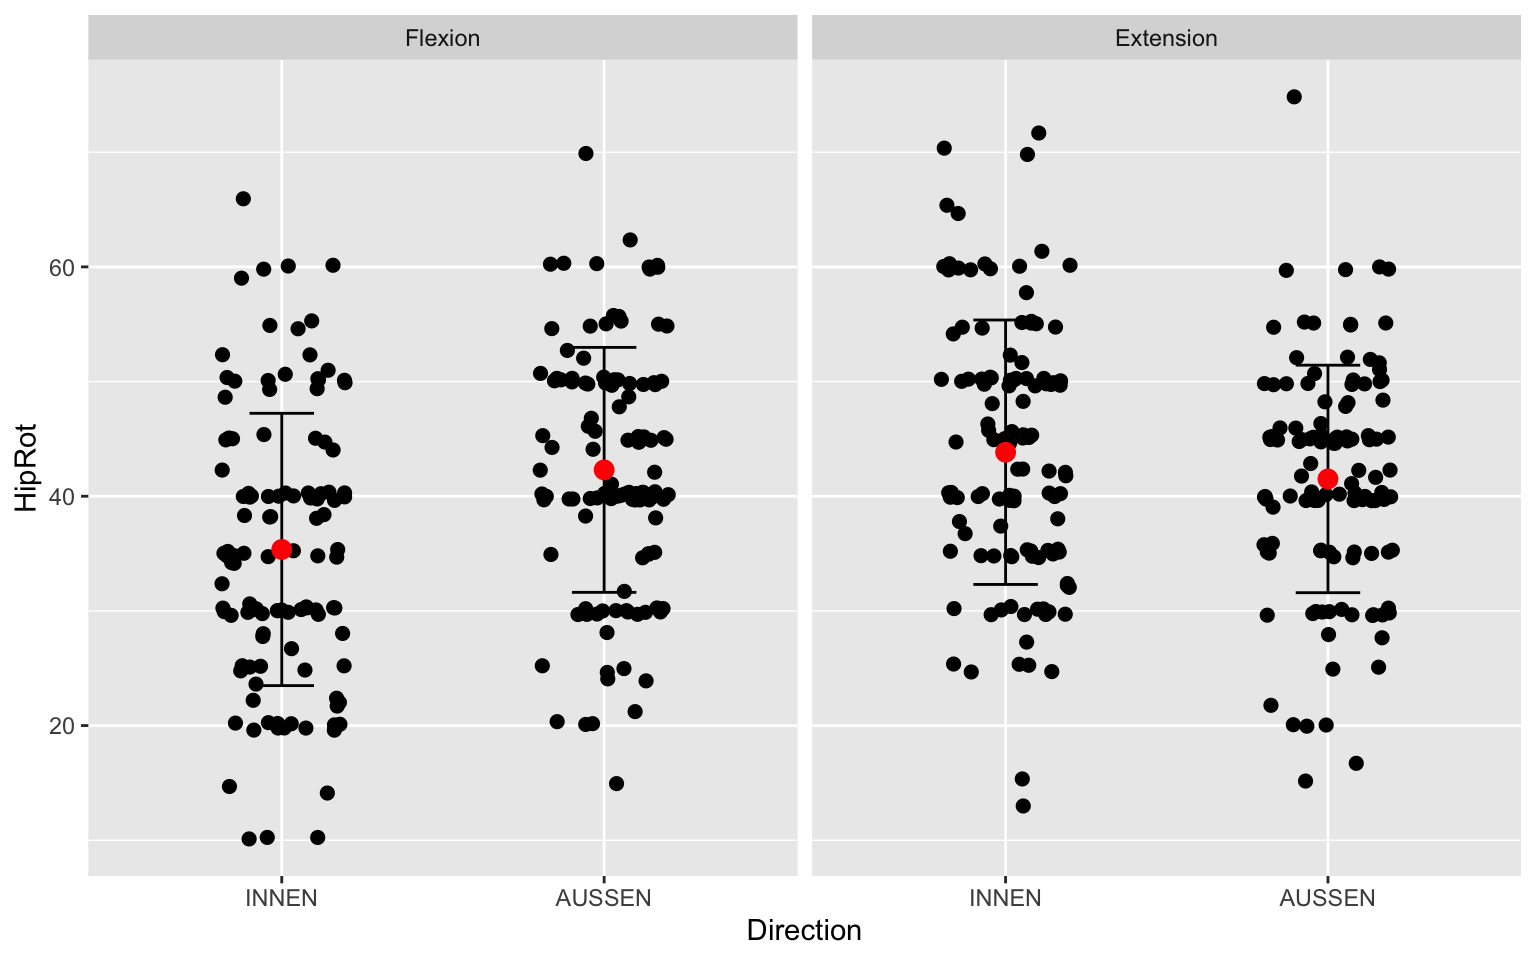 Flexion
Extension
HipRot
60
40
20
INNEN
AUSSEN
INNEN
AUSSEN
Direction